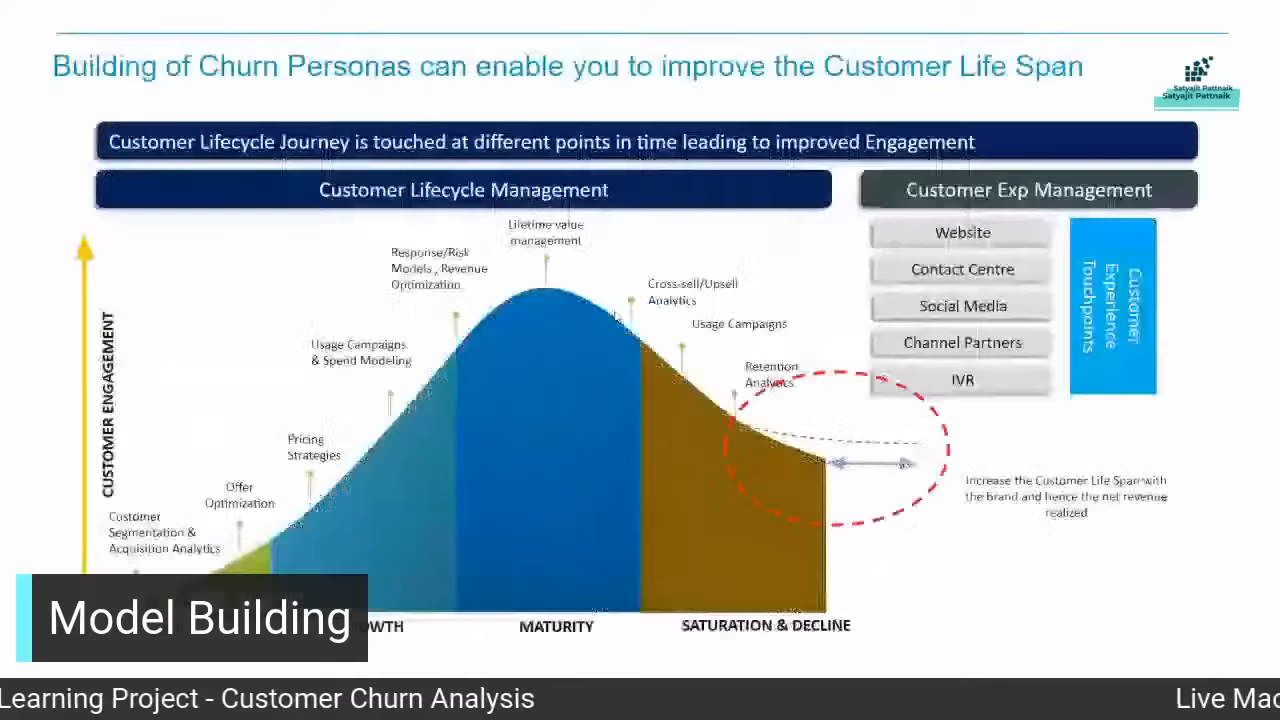 Building of Churn Personas can enable you to improve the Customer Life Span
Satyajit Pattnaik
Satyajit Pattnaik
Customer Lifecycle Journey is touched at different points in time leading to improved Engagement
Customer Lifecycle Management
Customer Exp Management
Lifetime value
management
Response/Risk
Models , Revenue
Optimization
Usage Campaigns
& Spend Modeling
Pricing
Strategies
Offer
Optimization
Customer
Segmentation &
Acquisition Analytics
Cross-sell/Upsell
Analytics
Usage Campaigns
Retention
Analytics
CUSTOMER ENGAGEMENT
Website
Contact Centre
Social Media
Channel Partners
IVR
Customer
Experience
Touchpoints
Increase the Customer Life Span with
the brand and hence the net revenue
realized
MATURITY
SATURATION & DECLINE
Model Building
Learning Project - Customer Churn Analysis
Live Mac